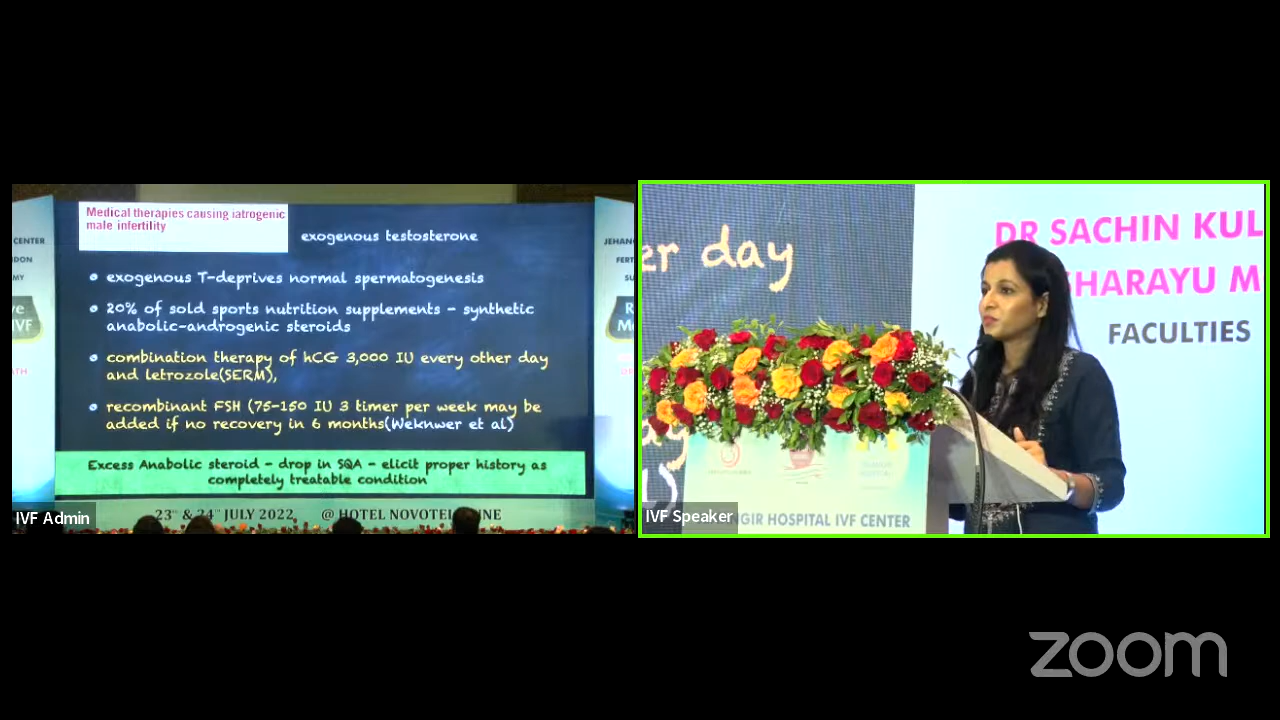 Medical therapies causing iatrogenic
male infertility
exogenous testosterone
exogenous T-deprives normal spermatogenesis
20% of sold sports nutrition supplements - synthetic
anabolic-androgenic steroids
combination therapy of hCG 3,000 IU every other day
and letrozole(SERM),
recombinant FSH (75-150 IU 3 timer per week may be
added if no recovery in 6 months(Weknwer et al)
Excess Anabolic steroid - drop in SQA - elicit proper history as
completely treatable condition
23rd & 24th JULY 2022,
@ HOTEL NOVOTEL
CENTER
IVF
JEHANG
IVF Admin
er day
DR SACHIN KUL
SHARAYU M
FACULTIES
NGIR HOSPITAL IVF CENTER
IVF Speaker
zoom